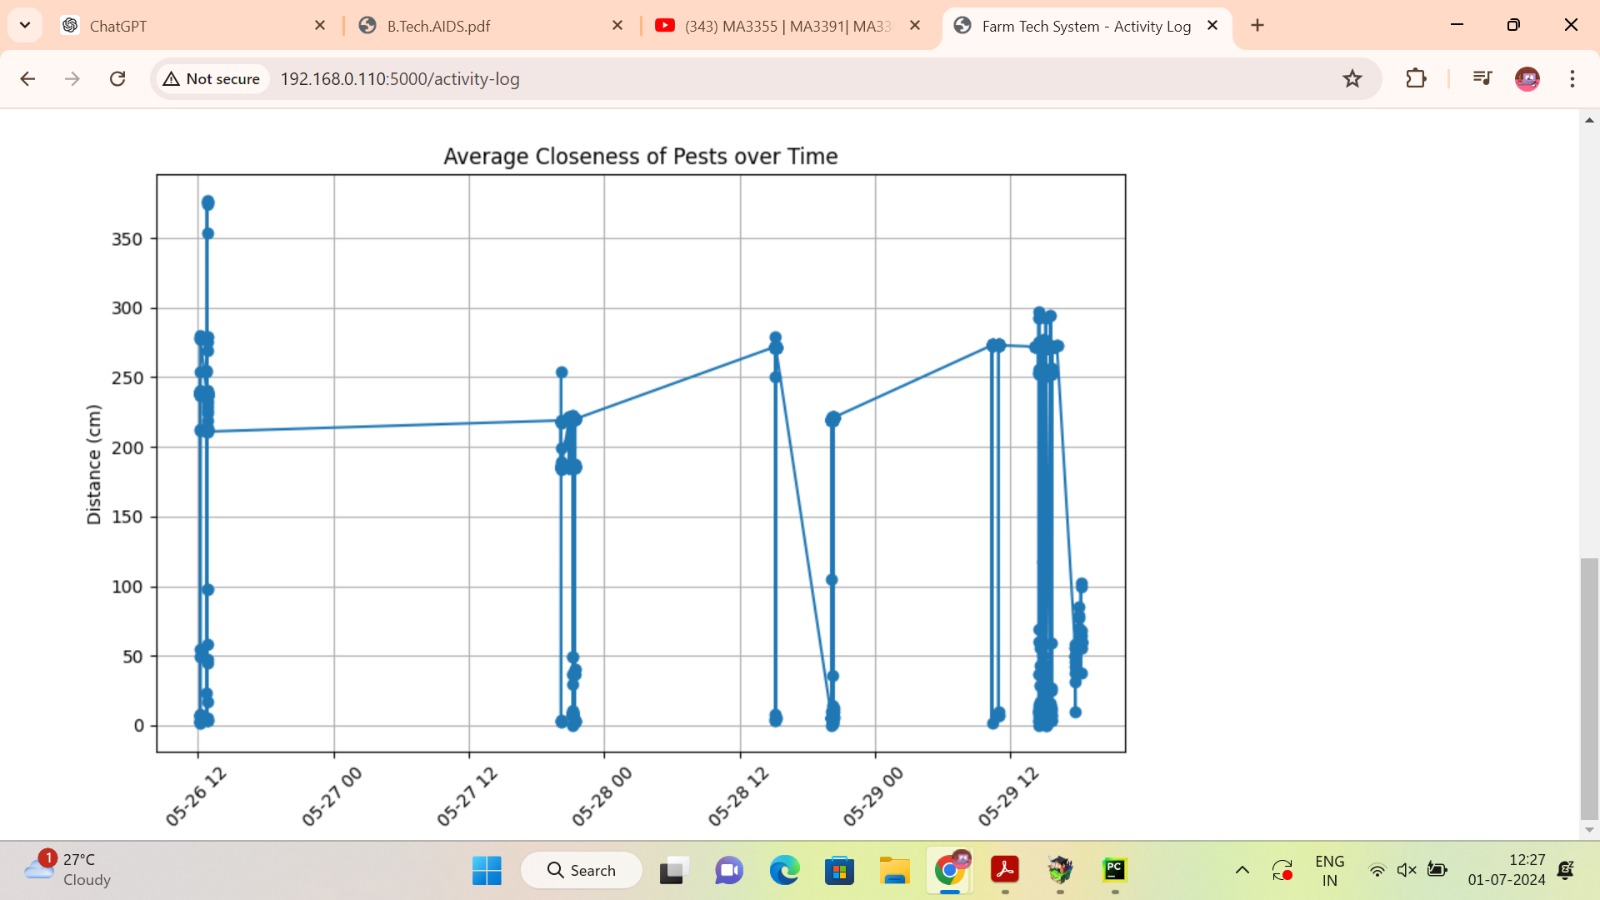 ChatGPT
B.Tech.AIDS.pdf
(343) MA3355 | MA3391| MA33
Farm Tech System - Activity Log
Not secure
192.168.0.110:5000/activity-log
Average Closeness of Pests over Time
350
300
250
200
150
100
50
0
Distance (cm)
05-26 12
05-27 00
05-27 12
05-28 00
05-28 12
05-29 00
05-29 12
1
27°C
Cloudy
Search
PC
ENG
IN
12:27
01-07-2024